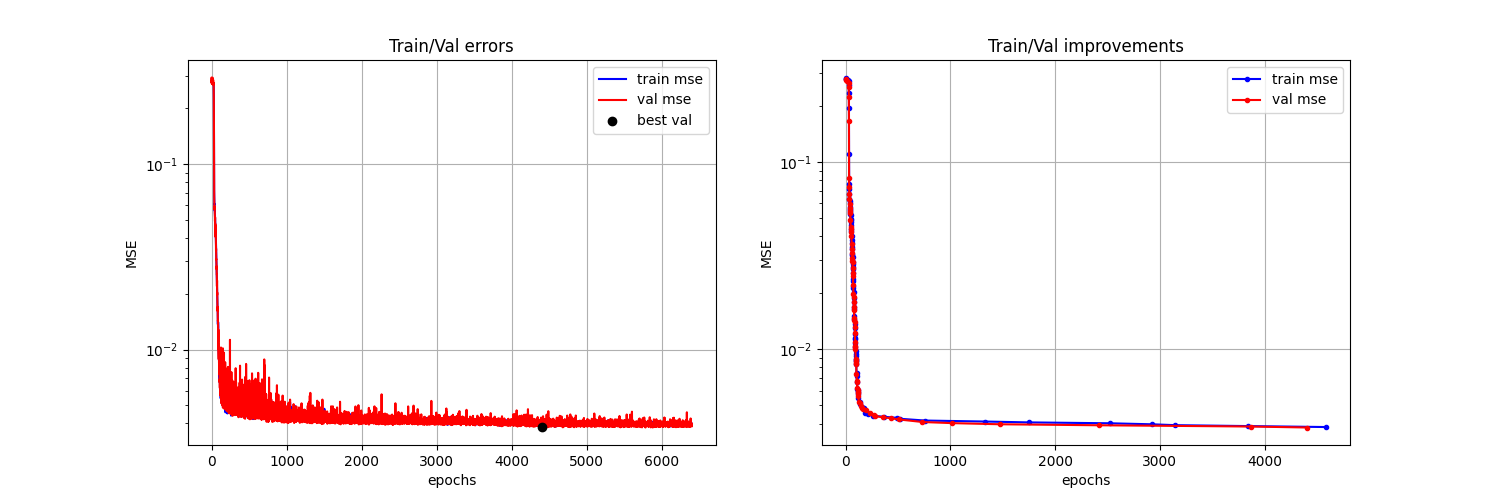 Train/Val errors
train mse
val mse
best val
10⁻¹
10⁻²
MSE
0 1000 2000 3000 4000 5000 6000
epochs
Train/Val improvements
train mse
val mse
10⁻¹
10⁻²
MSE
0 1000 2000 3000 4000
epochs